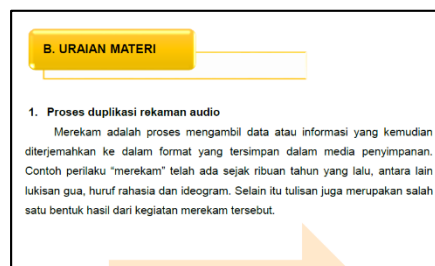 B. URAIAN MATERI
1. Proses duplikasi rekaman audio
Merekam adalah proses mengambil data atau informasi yang kemudian
diterjemahkan ke dalam format yang tersimpan dalam media penyimpanan.
Contoh perilaku “merekam” telah ada sejak ribuan tahun yang lalu, antara lain
lukisan gua, huruf rahasia dan ideogram. Selain itu tulisan juga merupakan salah
satu bentuk hasil dari kegiatan merekam tersebut.